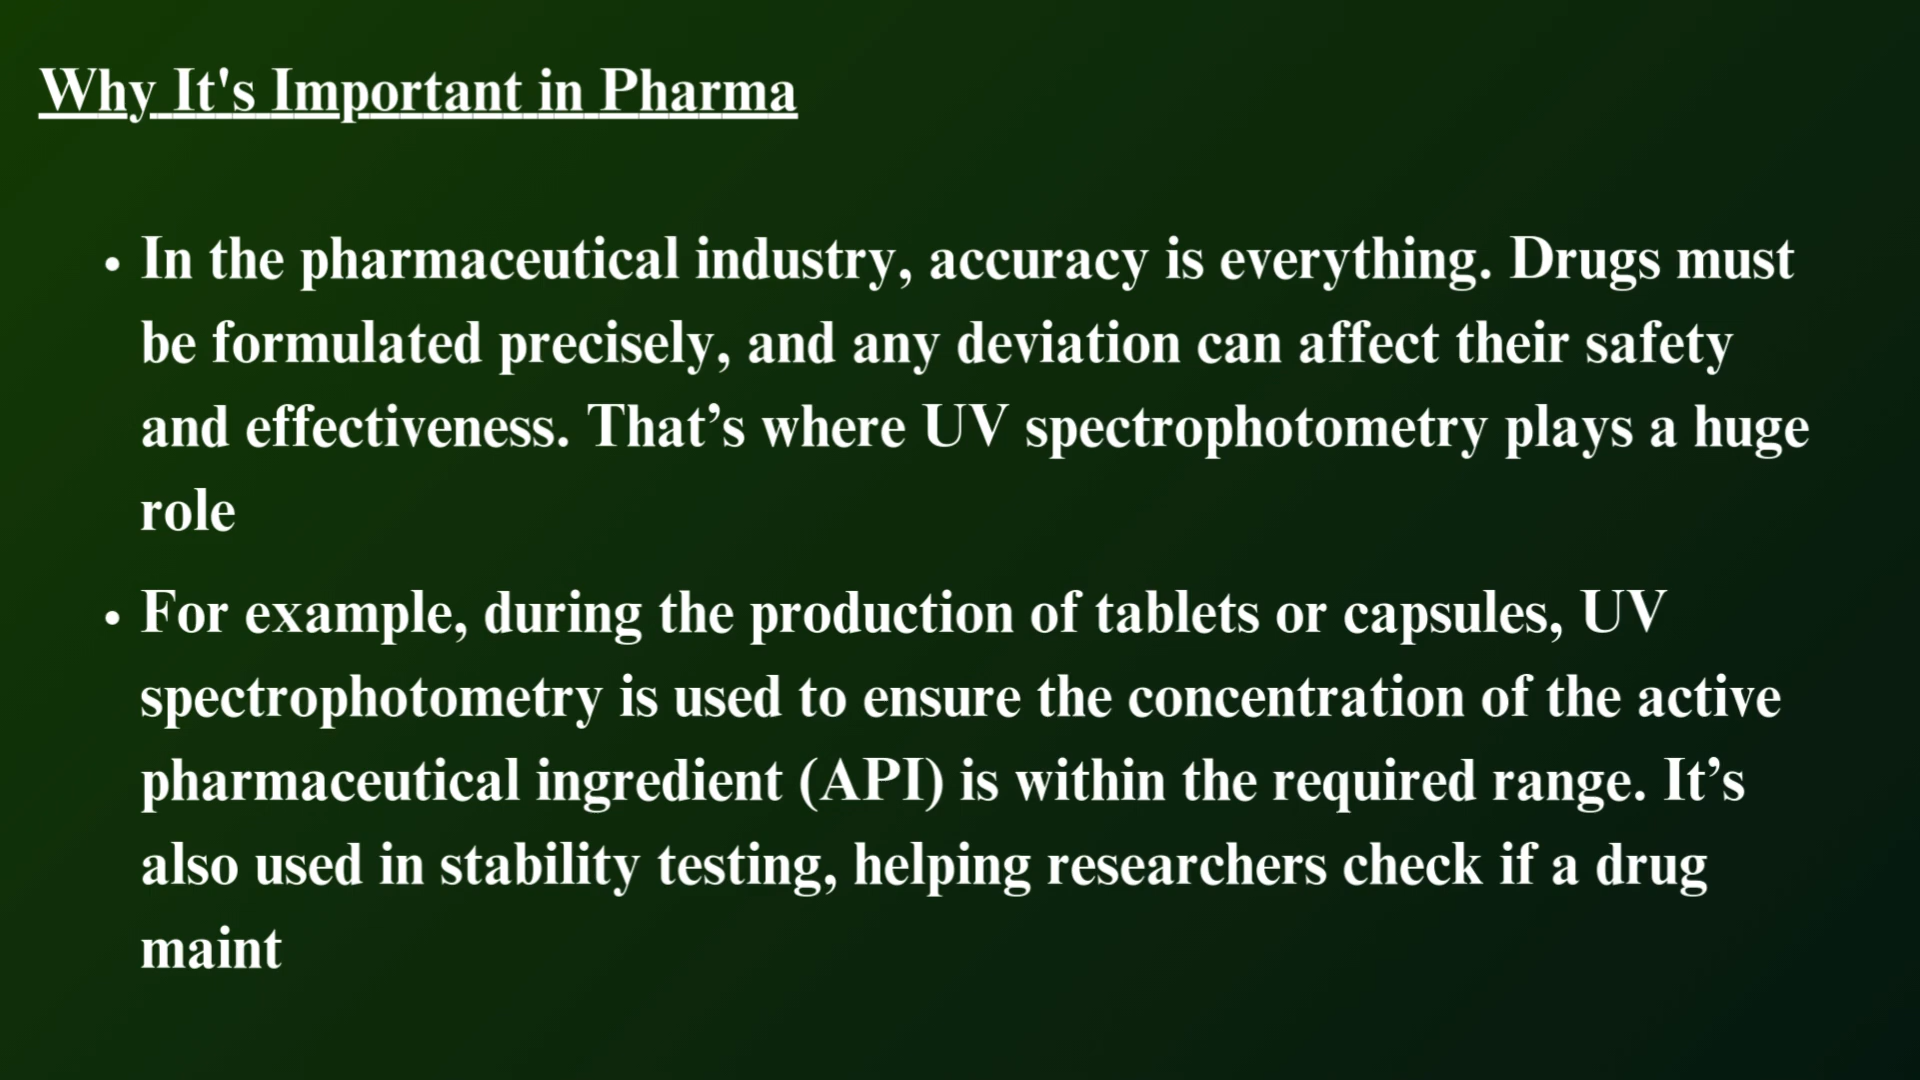 Why It's Important in Pharma
• In the pharmaceutical industry, accuracy is everything. Drugs must
be formulated precisely, and any deviation can affect their safety
and effectiveness. That’s where UV spectrophotometry plays a huge
role
• For example, during the production of tablets or capsules, UV
spectrophotometry is used to ensure the concentration of the active
pharmaceutical ingredient (API) is within the required range. It’s
also used in stability testing, helping researchers check if a drug
maint